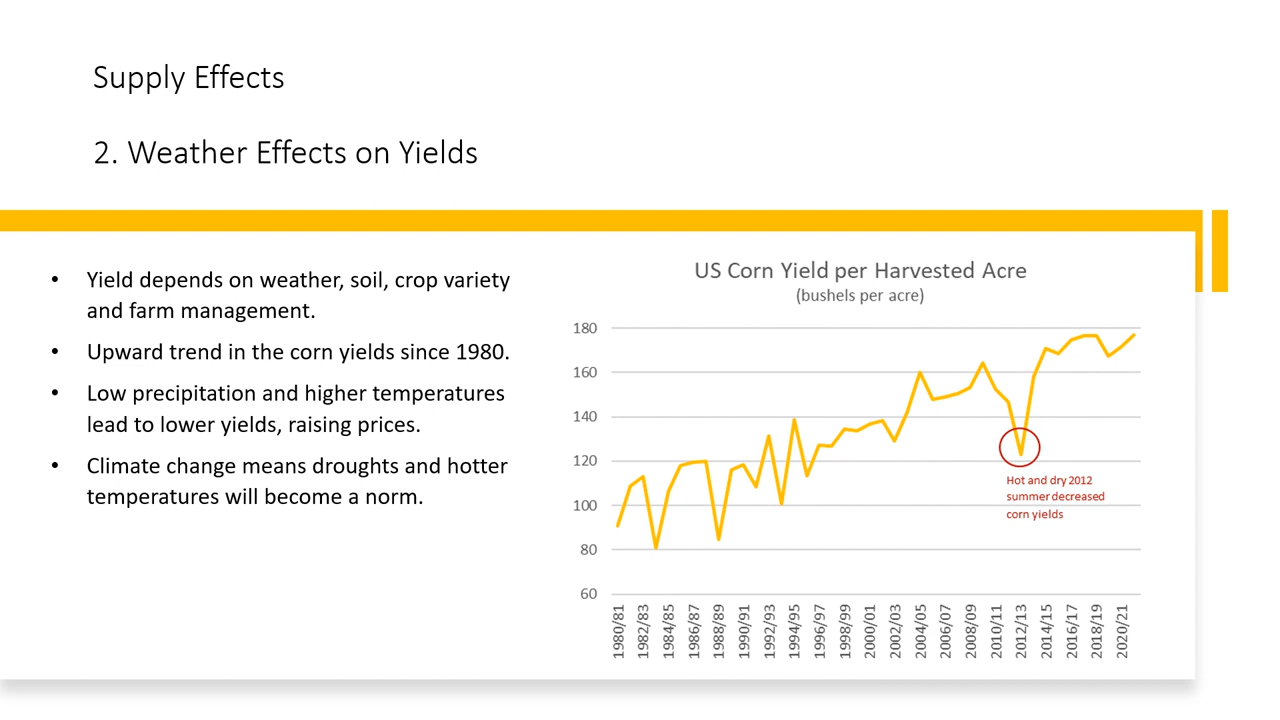 Supply Effects
2. Weather Effects on Yields
• Yield depends on weather, soil, crop variety
and farm management.
• Upward trend in the corn yields since 1980.
• Low precipitation and higher temperatures
lead to lower yields, raising prices.
• Climate change means droughts and hotter
temperatures will become a norm.
US Corn Yield per Harvested Acre
(bushels per acre)
180
160
140
120
100
80
60
Hot and dry 2012
summer decreased
corn yields
1980/81
1982/83
1984/85
1986/87
1988/89
1990/91
1992/93
1994/95
1996/97
1998/99
2000/01
2002/03
2004/05
2006/07
2008/09
2010/11
2012/13
2014/15
2016/17
2018/19
2020/21